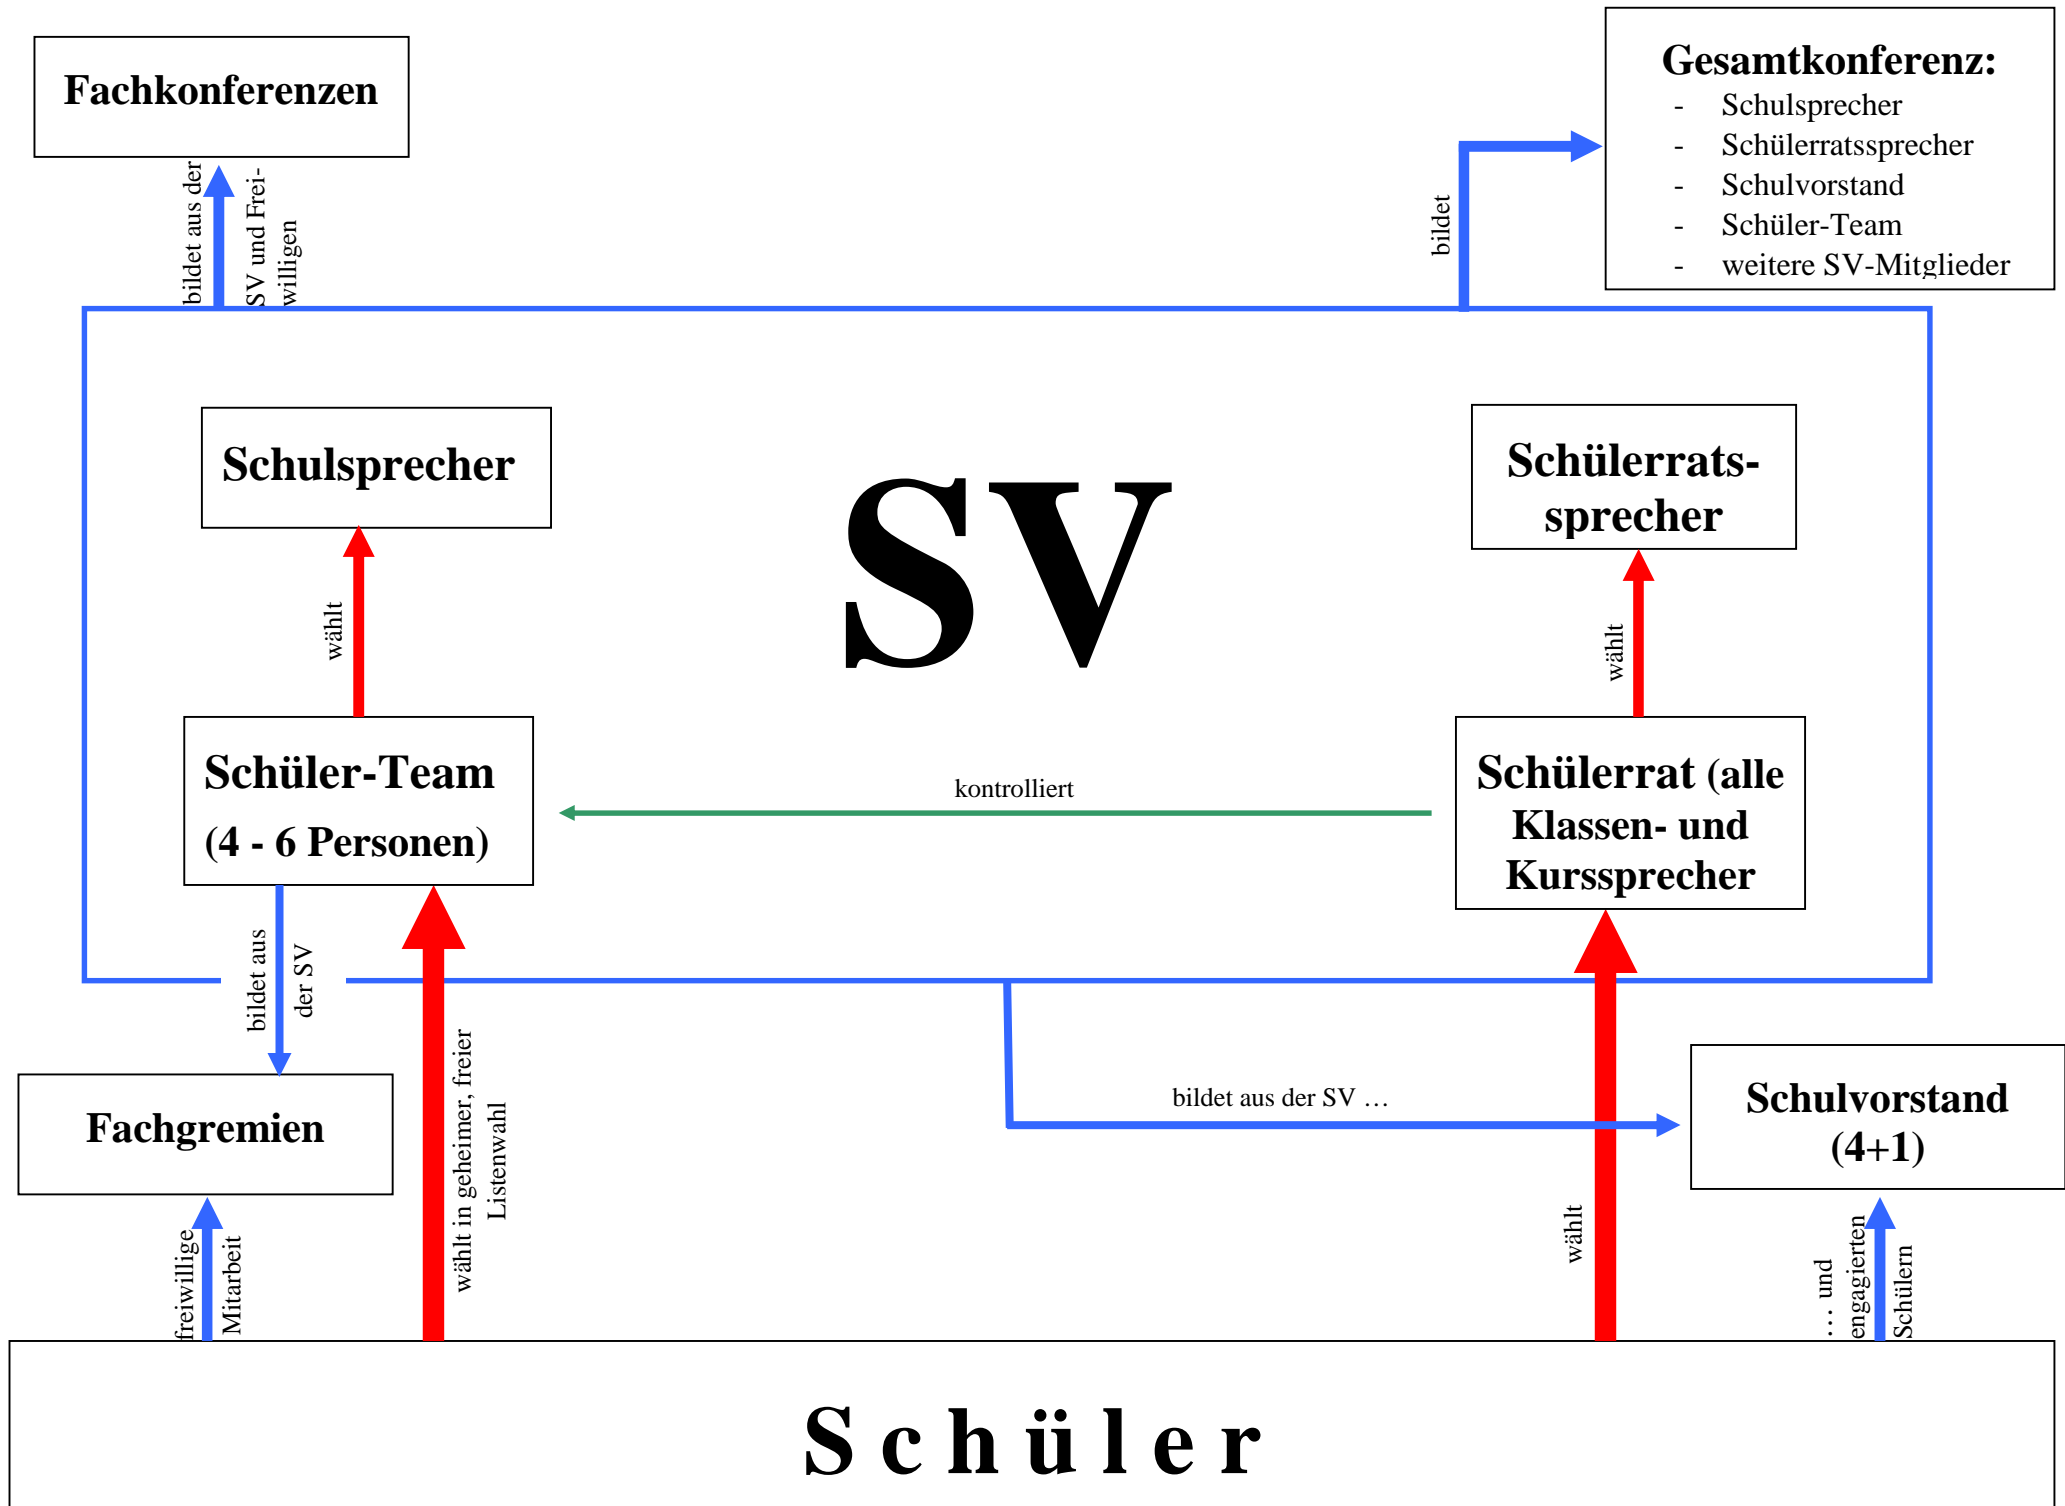 Fachkonferenzen
Gesamtkonferenz:
- Schulsprecher
- Schülerratssprecher
- Schulvorstand
- Schüler-Team
- weitere SV-Mitglieder
bildet aus der
SV und Frei-
willigen
bildet
Schulsprecher
SV
Schülerrats-
sprecher
wählt
wählt
Schüler-Team
(4 - 6 Personen)
kontrolliert
Schülerrat (alle
Klassen- und
Kurssprecher
bildet aus
der SV
wählt in geheimer, freier
Listenwahl
bildet aus der SV …
wählt
Fachgremien
Schulvorstand
(4+1)
freiwillige
Mitarbeit
… und
engagierten
Schülern
Schüler